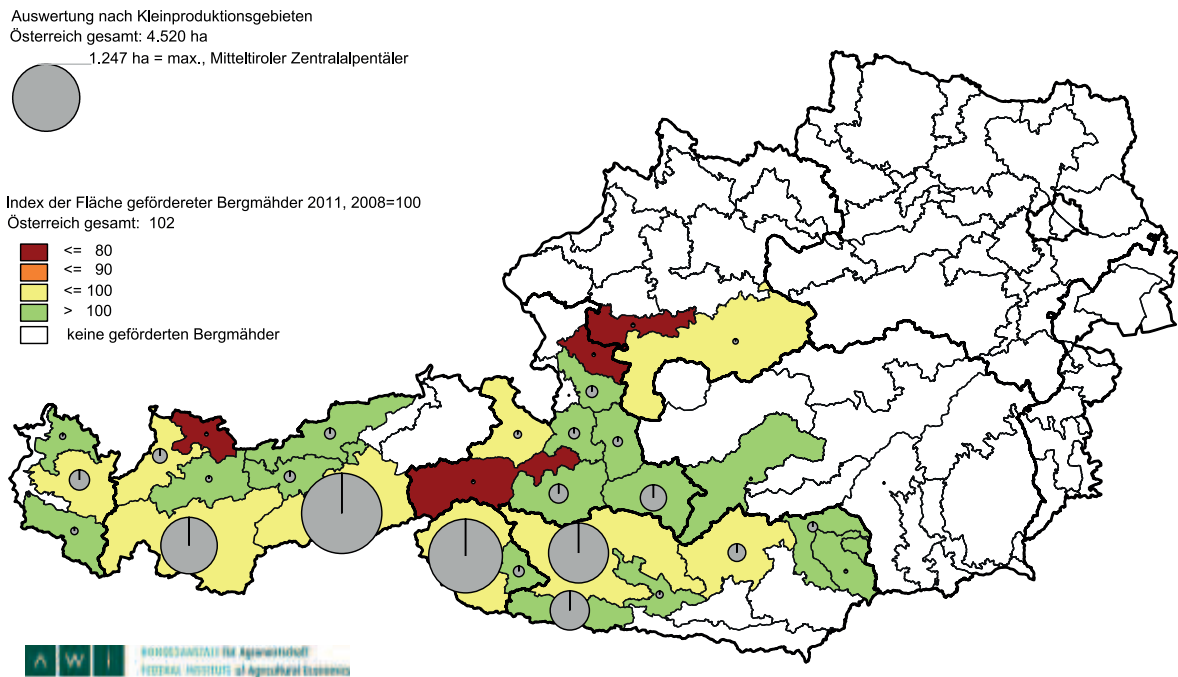 Auswertung nach Kleinproduktionsgebieten
Österreich gesamt: 4.520 ha
1.247 ha = max., Mitteltiroler Zentralalpentäler
Index der Fläche gefördereter Bergmähder 2011, 2008=100
Österreich gesamt: 102
<= 80
<= 90
<= 100
> 100
keine geförderten Bergmähder
A W I
BUNDESANSTALT für Agrarwirtschaft
FEDERAL INSTITUTE of Agricultural Economics